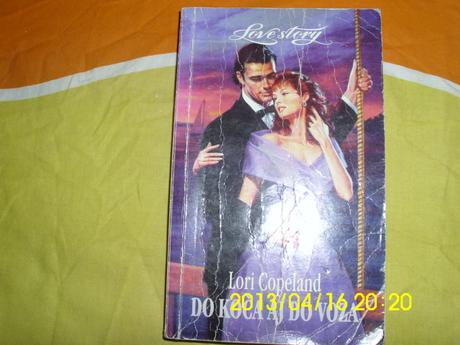 Love story
Lori Copeland
DO KOČA AJ DO VOZA
2013/04/16 20:20